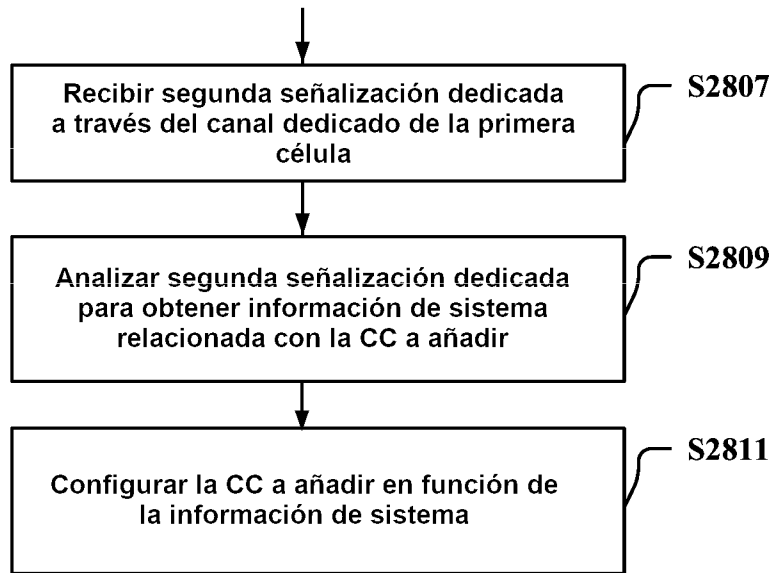 Recibir segunda señalización dedicada
a través del canal dedicado de la primera
célula
S2807
Analizar segunda señalización dedicada
para obtener información de sistema
relacionada con la CC a añadir
S2809
Configurar la CC a añadir en función de
la información de sistema
S2811